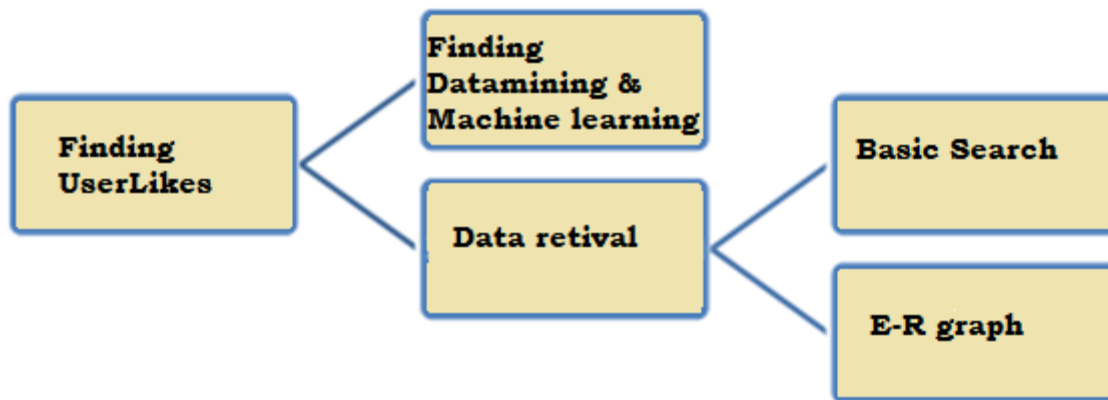 Finding
Datamining &
Machine learning
Finding
UserLikes
Basic Search
Data retival
E-R graph